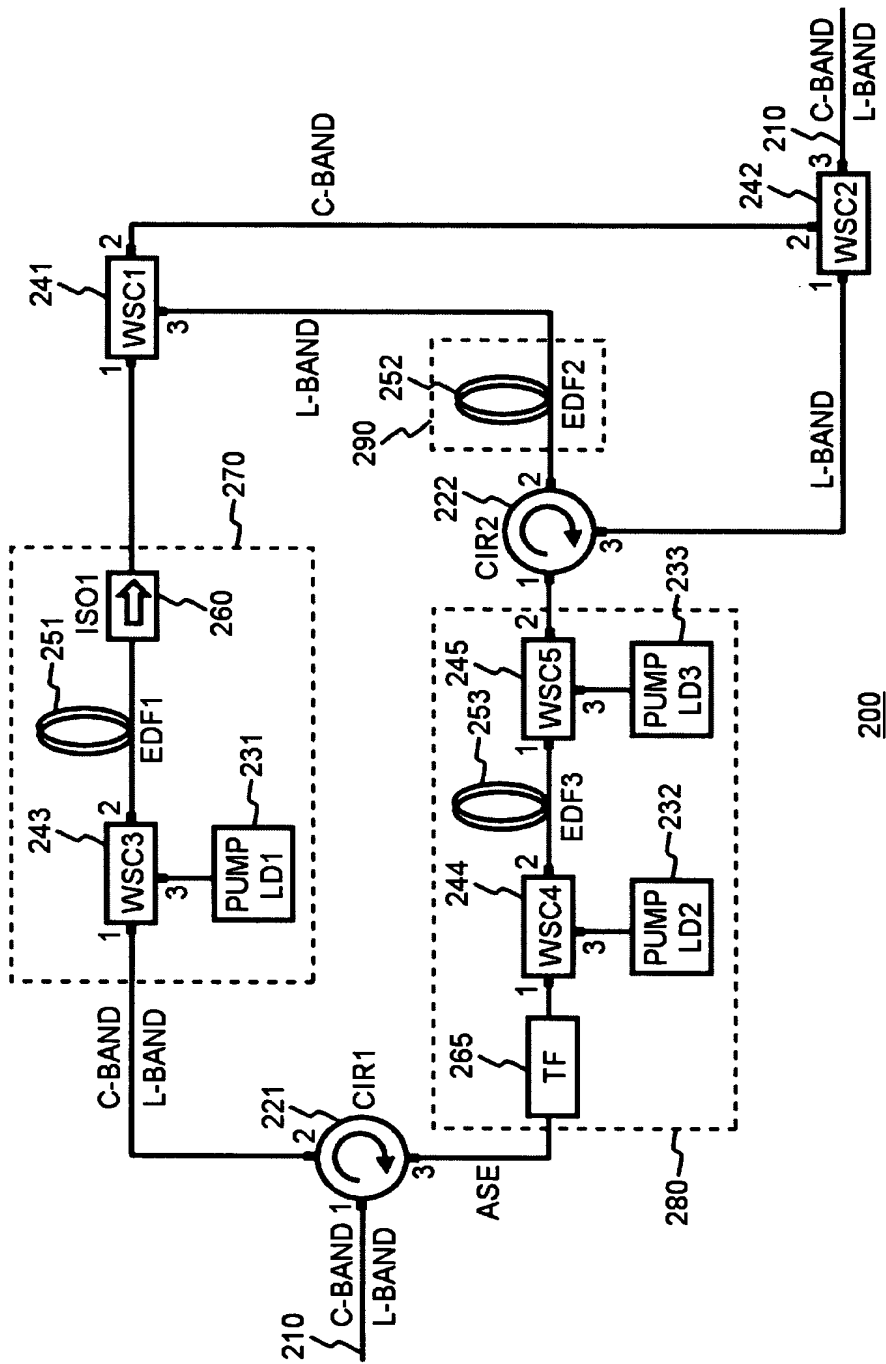 270
251
ISO1
260
EDF1
243
2
WSC3
1
3
231
PUMP
LD1
241
2
WSC1
1
3
C-BAND
L-BAND
C-BAND
L-BAND
221
2
CIR1
1
3
C-BAND
L-BAND
210
ASE
290
252
EDF2
222
2
CIR2
1
3
265
TF
244
2
WSC4
1
3
253
EDF3
245
2
WSC5
1
3
232
PUMP
LD2
233
PUMP
LD3
280
L-BAND
242
2
WSC2
1
3
210
C-BAND
L-BAND
200